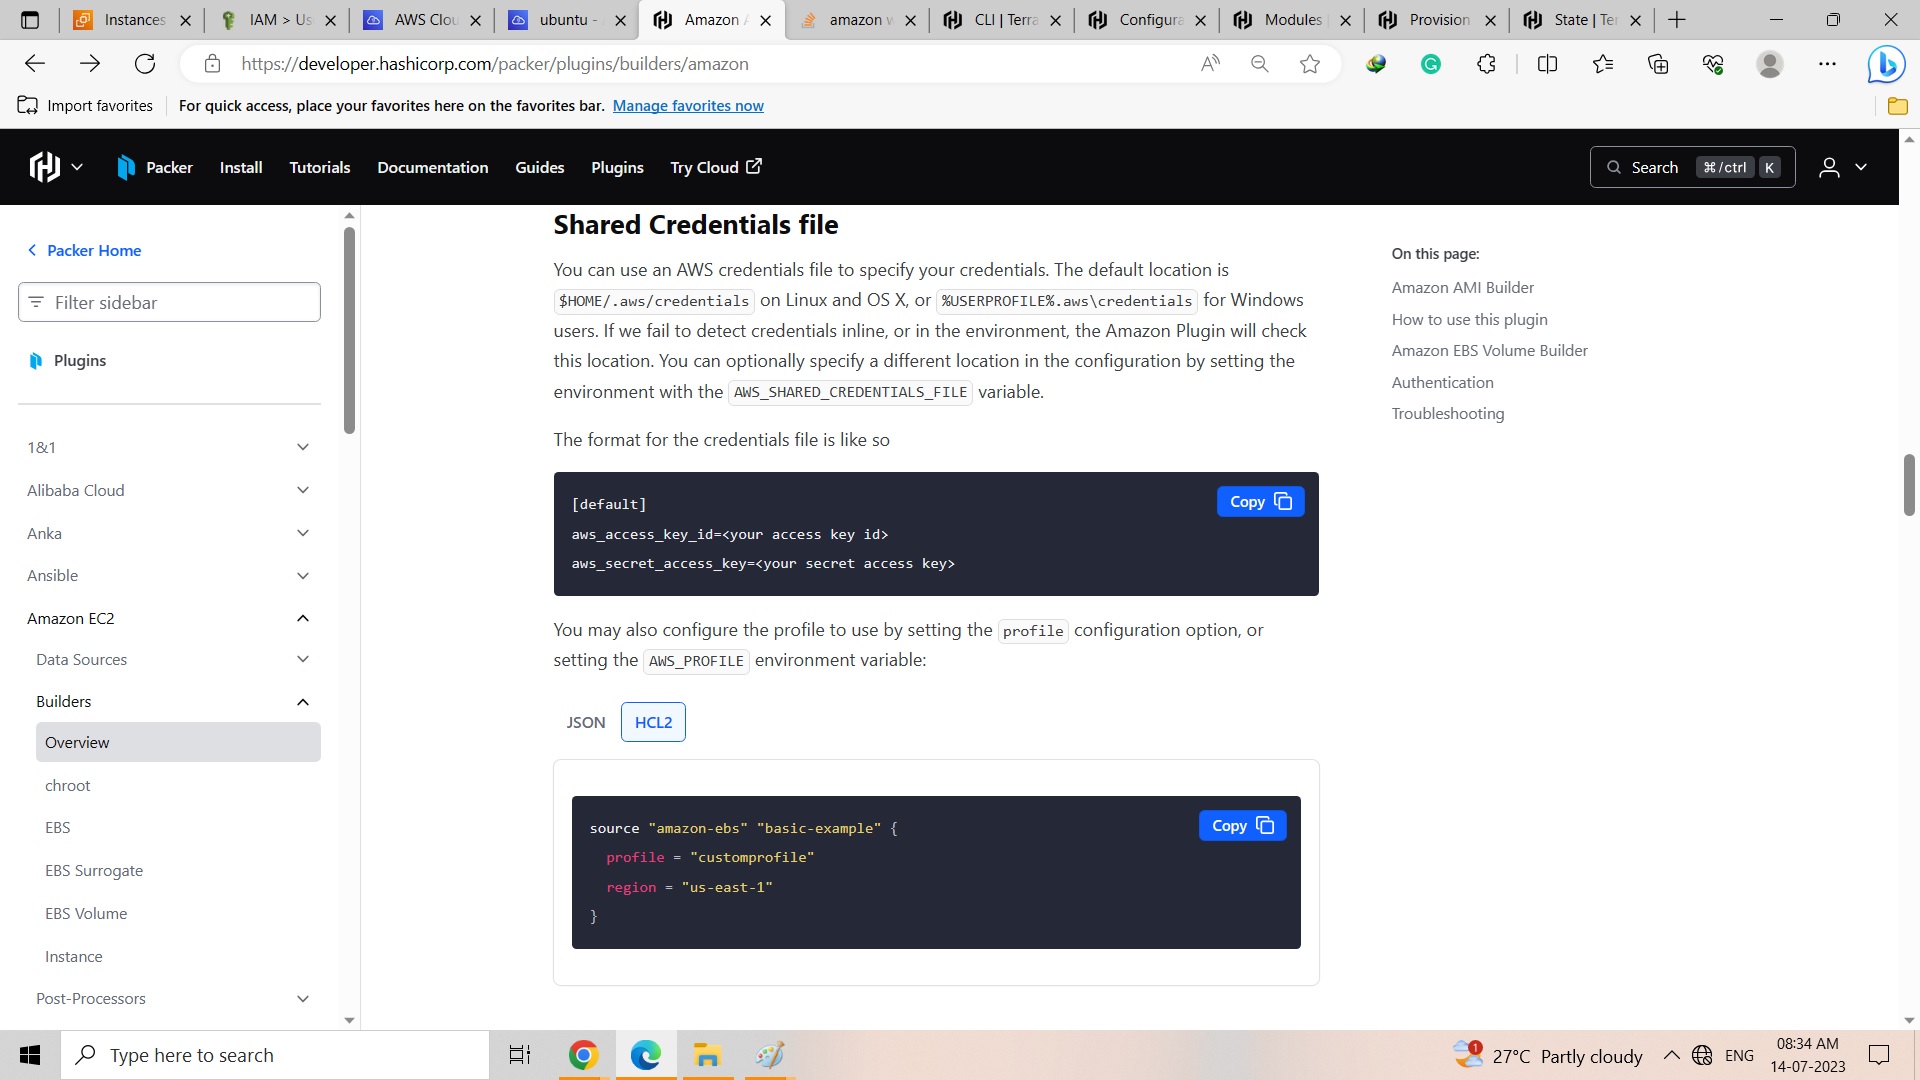 Instances
IAM > Us
AWS Clou
ubuntu -
Amazon A
amazon w
CLI | Terra
Configura
Modules |
Provision
State | Ter
https://developer.hashicorp.com/packer/plugins/builders/amazon
Import favorites
For quick access, place your favorites here on the favorites bar. Manage favorites now
Packer
Install
Tutorials
Documentation
Guides
Plugins
Try Cloud
Search
⌘/ctrl
K
Packer Home
Filter sidebar
Plugins
1&1
Alibaba Cloud
Anka
Ansible
Amazon EC2
Data Sources
Builders
Overview
chroot
EBS
EBS Surrogate
EBS Volume
Instance
Post-Processors
Shared Credentials file
You can use an AWS credentials file to specify your credentials. The default location is
$HOME/.aws/credentials on Linux and OS X, or %USERPROFILE%.aws\credentials for Windows
users. If we fail to detect credentials inline, or in the environment, the Amazon Plugin will check
this location. You can optionally specify a different location in the configuration by setting the
environment with the AWS_SHARED_CREDENTIALS_FILE variable.
The format for the credentials file is like so
Copy
[default]
aws_access_key_id=<your access key id>
aws_secret_access_key=<your secret access key>
You may also configure the profile to use by setting the profile configuration option, or
setting the AWS_PROFILE environment variable:
JSON
HCL2
Copy
source "amazon-ebs" "basic-example" {
profile = "customprofile"
region = "us-east-1"
}
On this page:
Amazon AMI Builder
How to use this plugin
Amazon EBS Volume Builder
Authentication
Troubleshooting
Type here to search
1
27°C Partly cloudy
ENG
08:34 AM
14-07-2023